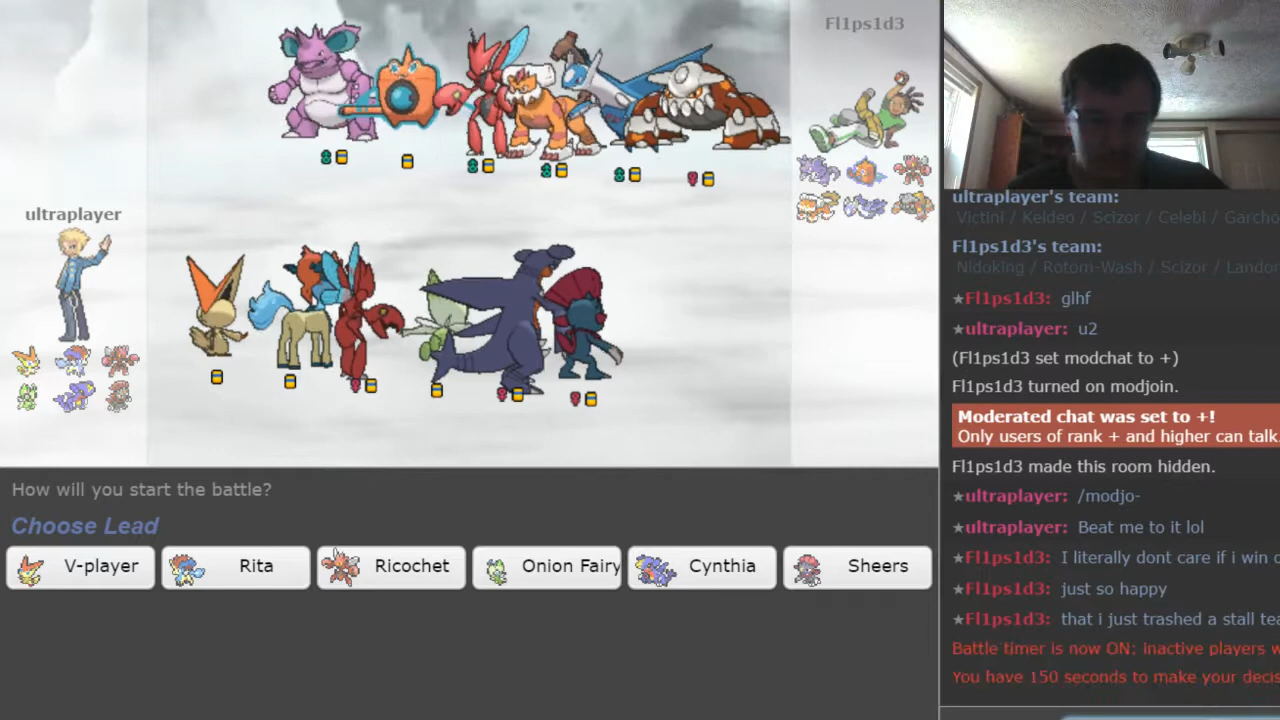 Fl1ps1d3
ultraplayer
ultraplayer's team:
Victini / Keldeo / Scizor / Celebi / Garcho
Fl1ps1d3's team:
Nidoking / Rotom-Wash / Scizor / Landor
★Fl1ps1d3: glhf
★ultraplayer: u2
(Fl1ps1d3 set modchat to +)
Fl1ps1d3 turned on modjoin.
Moderated chat was set to +!
Only users of rank + and higher can talk.
Fl1ps1d3 made this room hidden.
★ultraplayer: /modjo-
★ultraplayer: Beat me to it lol
★Fl1ps1d3: I literally dont care if i win o
★Fl1ps1d3: just so happy
★Fl1ps1d3: that i just trashed a stall tea
Battle timer is now ON: inactive players w
You have 150 seconds to make your decis
How will you start the battle?
Choose Lead
V-player
Rita
Ricochet
Onion Fairy
Cynthia
Sheers